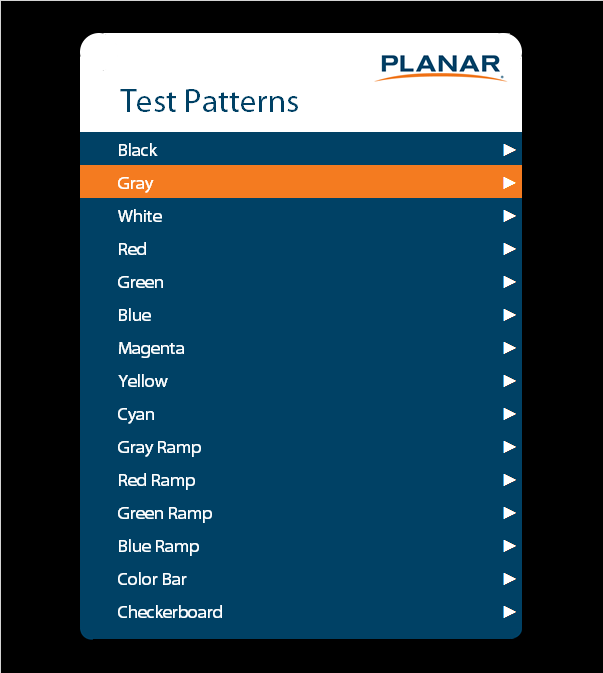 PLANAR
Test Patterns
Black
Gray
White
Red
Green
Blue
Magenta
Yellow
Cyan
Gray Ramp
Red Ramp
Green Ramp
Blue Ramp
Color Bar
Checkerboard